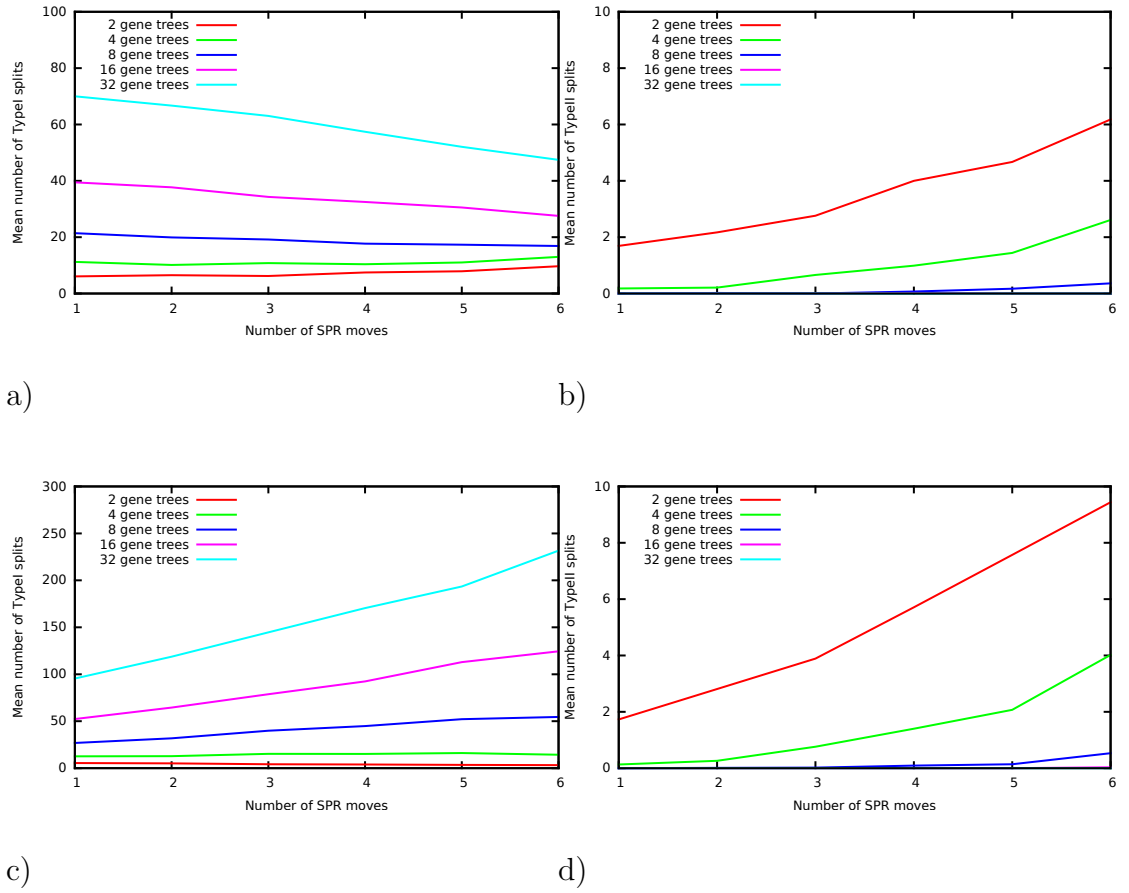 Mean number of TypeI splits
100
80
60
40
20
0
2 gene trees
4 gene trees
8 gene trees
16 gene trees
32 gene trees
1 2 3 4 5 6
Number of SPR moves
a)
Mean number of TypeII splits
10
8
6
4
2
0
2 gene trees
4 gene trees
8 gene trees
16 gene trees
32 gene trees
1 2 3 4 5 6
Number of SPR moves
b)
Mean number of TypeI splits
300
250
200
150
100
50
0
2 gene trees
4 gene trees
8 gene trees
16 gene trees
32 gene trees
1 2 3 4 5 6
Number of SPR moves
c)
Mean number of TypeII splits
10
8
6
4
2
0
2 gene trees
4 gene trees
8 gene trees
16 gene trees
32 gene trees
1 2 3 4 5 6
Number of SPR moves
d)